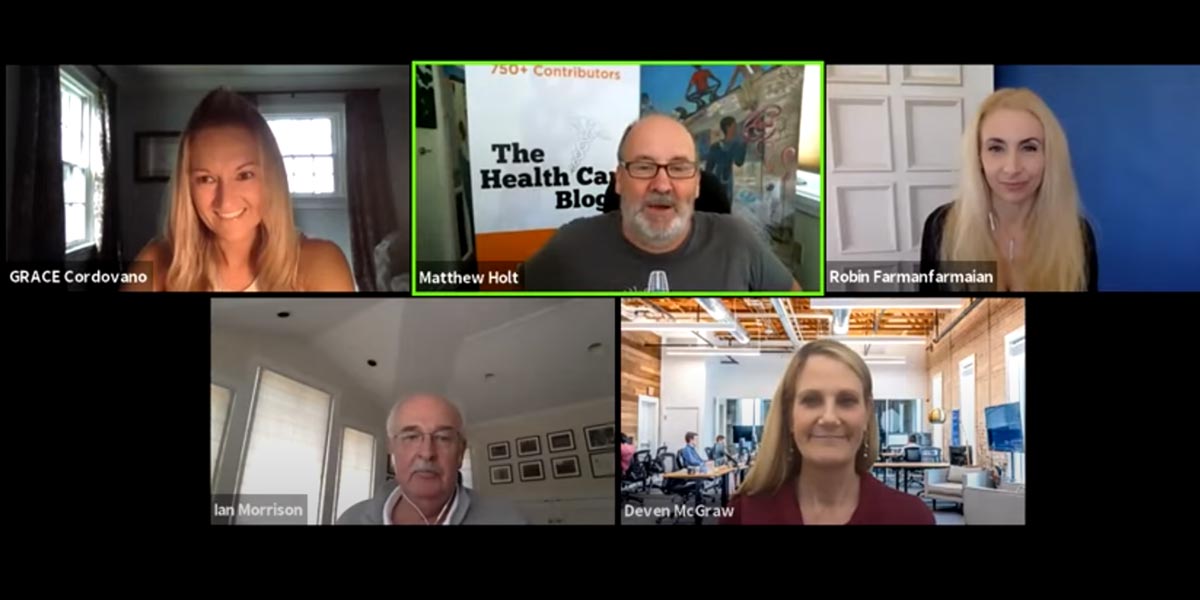 750+ Contributors
The
Health Ca
Blog
GRACE Cordovano
Matthew Holt
Robin Farmanfarmaian
Ian Morrison
Deven McGraw